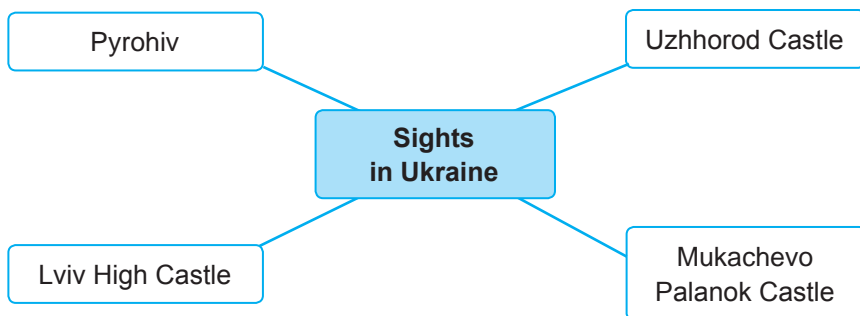 Pyrohiv
Uzhhorod Castle
Sights
in Ukraine
Lviv High Castle
Mukachevo
Palanok Castle